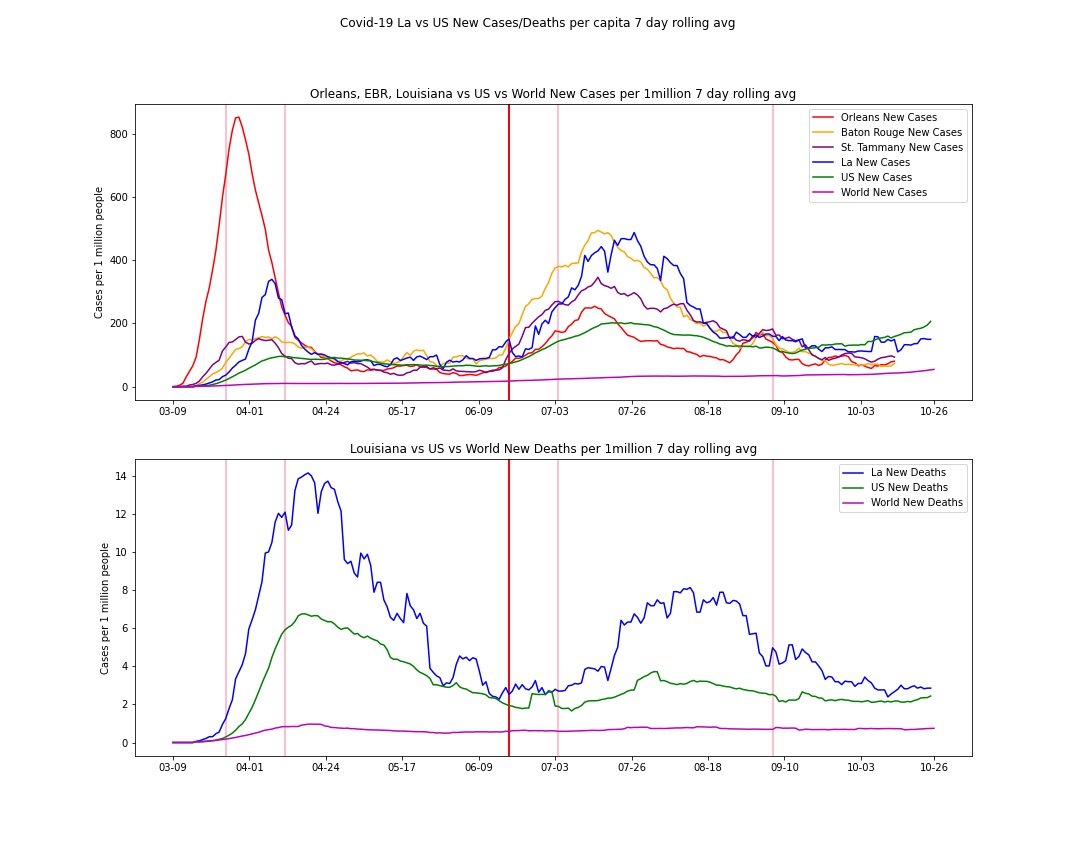 Covid-19 La vs US New Cases/Deaths per capita 7 day rolling avg
Orleans, EBR, Louisiana vs US vs World New Cases per 1million 7 day rolling avg
Cases per 1 million people
800
600
400
200
0
Orleans New Cases
Baton Rouge New Cases
St. Tammany New Cases
La New Cases
US New Cases
World New Cases
03-09 04-01 04-24 05-17 06-09 07-03 07-26 08-18 09-10 10-03 10-26
Louisiana vs US vs World New Deaths per 1million 7 day rolling avg
Cases per 1 million people
14
12
10
8
6
4
2
0
La New Deaths
US New Deaths
World New Deaths
03-09 04-01 04-24 05-17 06-09 07-03 07-26 08-18 09-10 10-03 10-26